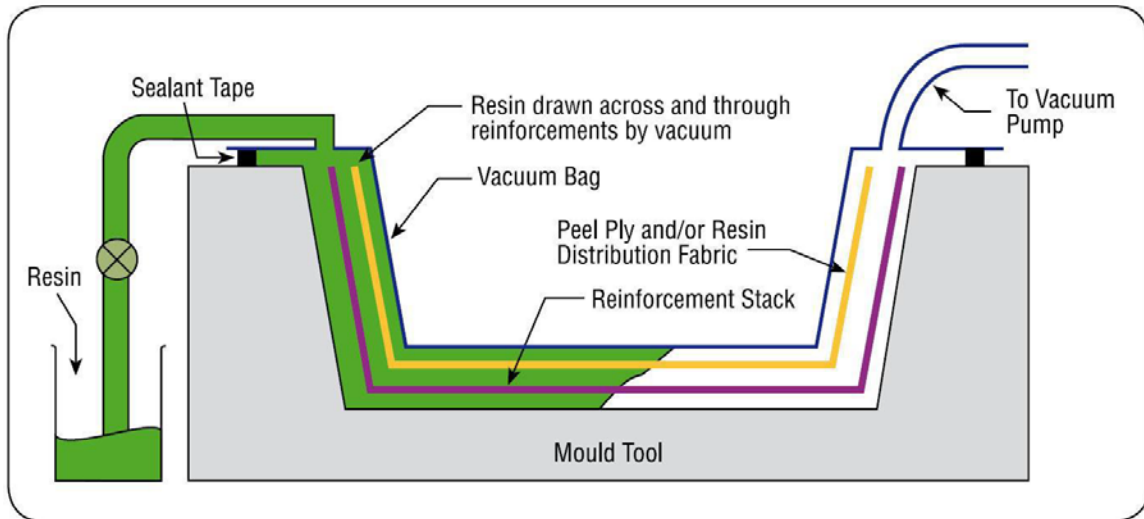 Sealant Tape
Resin drawn across and through
reinforcements by vacuum
To Vacuum
Pump
Vacuum Bag
Peel Ply and/or Resin
Distribution Fabric
Resin
Reinforcement Stack
Mould Tool